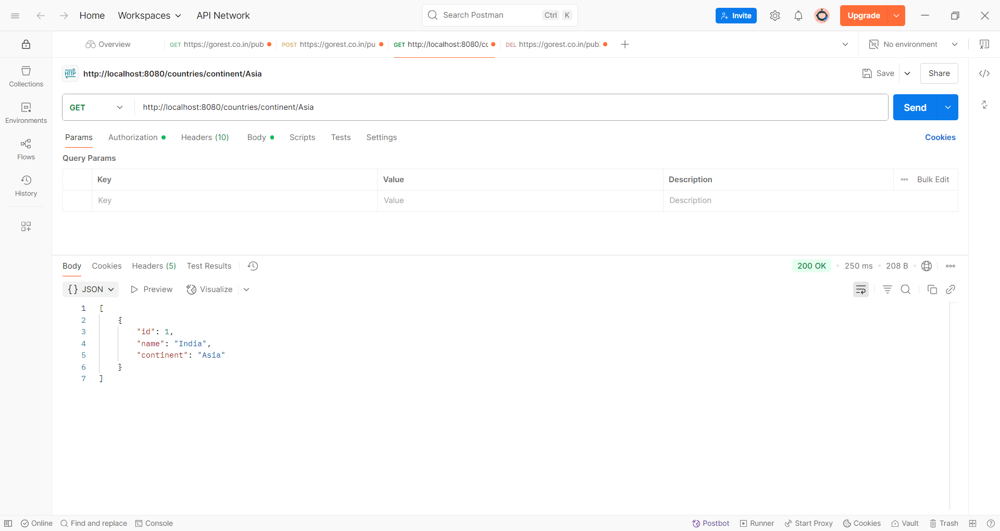 Home Workspaces API Network Search Postman Ctrl K Invite Upgrade
Overview GET https://gorest.co.in/pub POST https://gorest.co.in/pu GET http://localhost:8080/co DEL https://gorest.co.in/pub No environment
HTTP http://localhost:8080/countries/continent/Asia Save Share
Collections
GET http://localhost:8080/countries/continent/Asia Send
Environments
Params Authorization Headers (10) Body Scripts Tests Settings Cookies
Flows
Query Params
Key Value Description Bulk Edit
History
Key Value Description
Body Cookies Headers (5) Test Results 200 OK 250 ms 208 B
{} JSON Preview Visualize
1 [
2 {
3 "id": 1,
4 "name": "India",
5 "continent": "Asia"
6 }
7 ]
Online Find and replace Console Postbot Runner Start Proxy Cookies Vault Trash